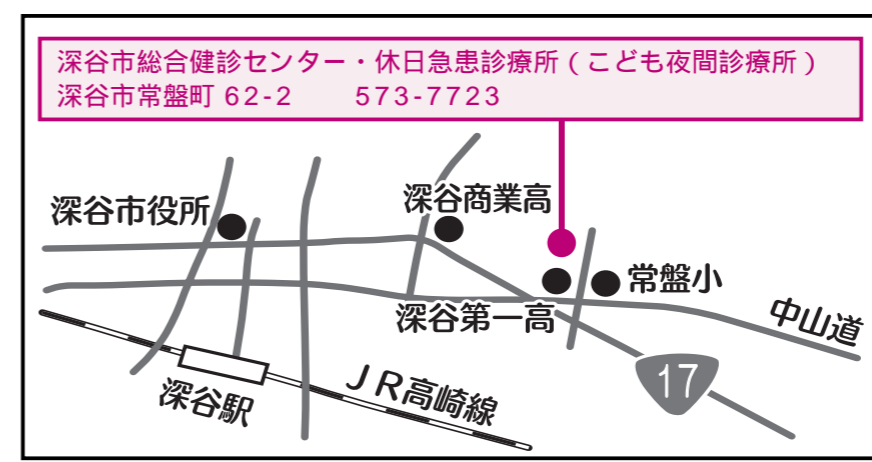 深谷市総合健診センター・休日急患診療所（こども夜間診療所）
深谷市常盤町 62-2　　573-7723
深谷市役所
深谷商業高
常盤小
深谷第一高
中山道
17
深谷駅
ＪＲ高崎線